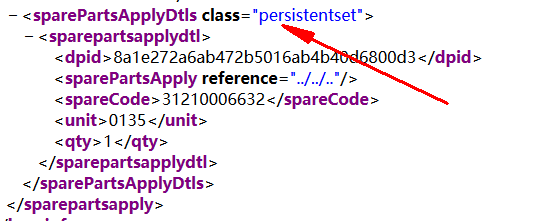 − <sparePartsApplyDtls class="persistentset">
− <sparepartsapplydtl>
<dpid>8a1e272a6ab472b5016ab4b40d6800d3</dpid>
<sparePartsApply reference="../../.."/>
<spareCode>31210006632</spareCode>
<unit>0135</unit>
<qty>1</qty>
</sparepartsapplydtl>
</sparePartsApplyDtls>
</sparepartsapply>